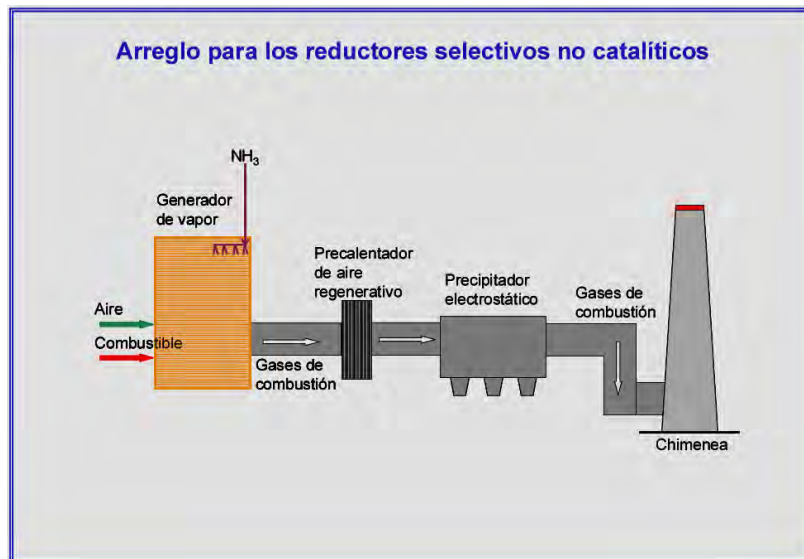 Arreglo para los reductores selectivos no catalíticos
NH₃
Generador
de vapor
Precalentador
de aire
regenerativo
Precipitador
electrostático
Gases de
combustión
Aire
Combustible
Gases de
combustión
Chimenea